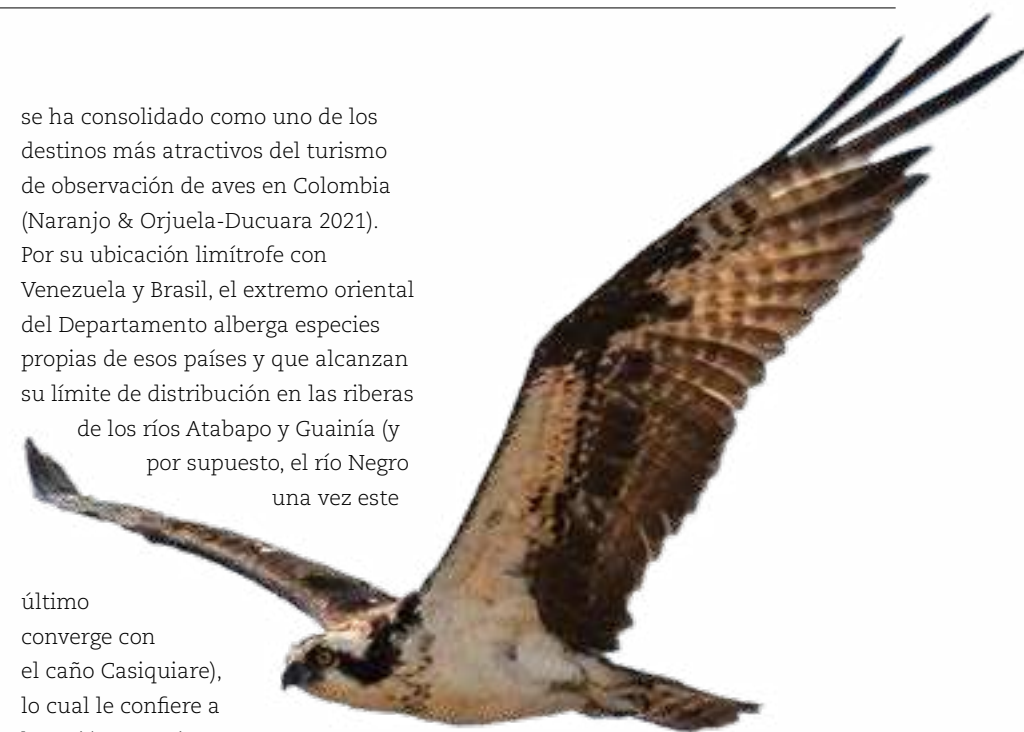 se ha consolidado como uno de los
destinos más atractivos del turismo
de observación de aves en Colombia
(Naranjo & Orjuela-Ducuara 2021).
Por su ubicación limítrofe con
Venezuela y Brasil, el extremo oriental
del Departamento alberga especies
propias de esos países y que alcanzan
su límite de distribución en las riberas
de los ríos Atabapo y Guainía (y
por supuesto, el río Negro
una vez este
último
converge con
el caño Casiquiare),
lo cual le confiere a